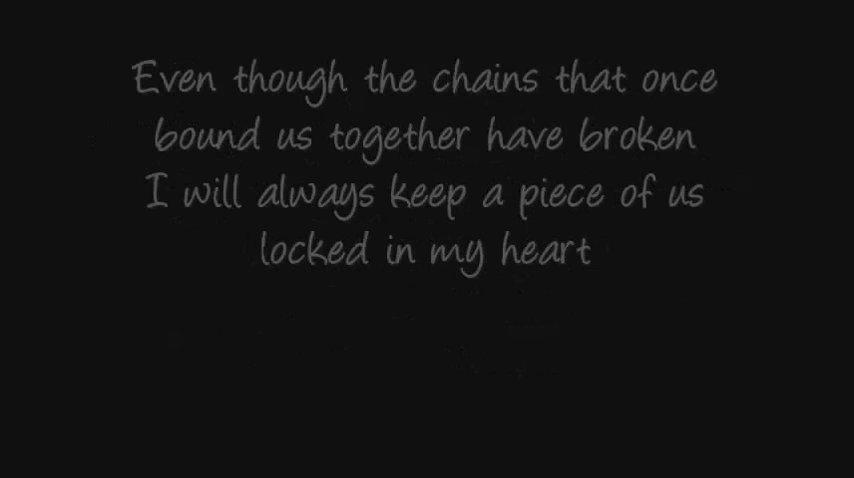 Even though the chains that once
bound us together have broken
I will always keep a piece of us
locked in my heart